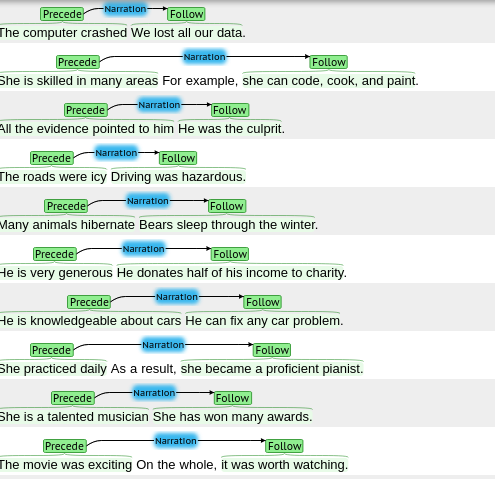 Precede Narration Follow
The computer crashed We lost all our data.
Precede Narration Follow
She is skilled in many areas For example, she can code, cook, and paint.
Precede Narration Follow
All the evidence pointed to him He was the culprit.
Precede Narration Follow
The roads were icy Driving was hazardous.
Precede Narration Follow
Many animals hibernate Bears sleep through the winter.
Precede Narration Follow
He is very generous He donates half of his income to charity.
Precede Narration Follow
He is knowledgeable about cars He can fix any car problem.
Precede Narration Follow
She practiced daily As a result, she became a proficient pianist.
Precede Narration Follow
She is a talented musician She has won many awards.
Precede Narration Follow
The movie was exciting On the whole, it was worth watching.